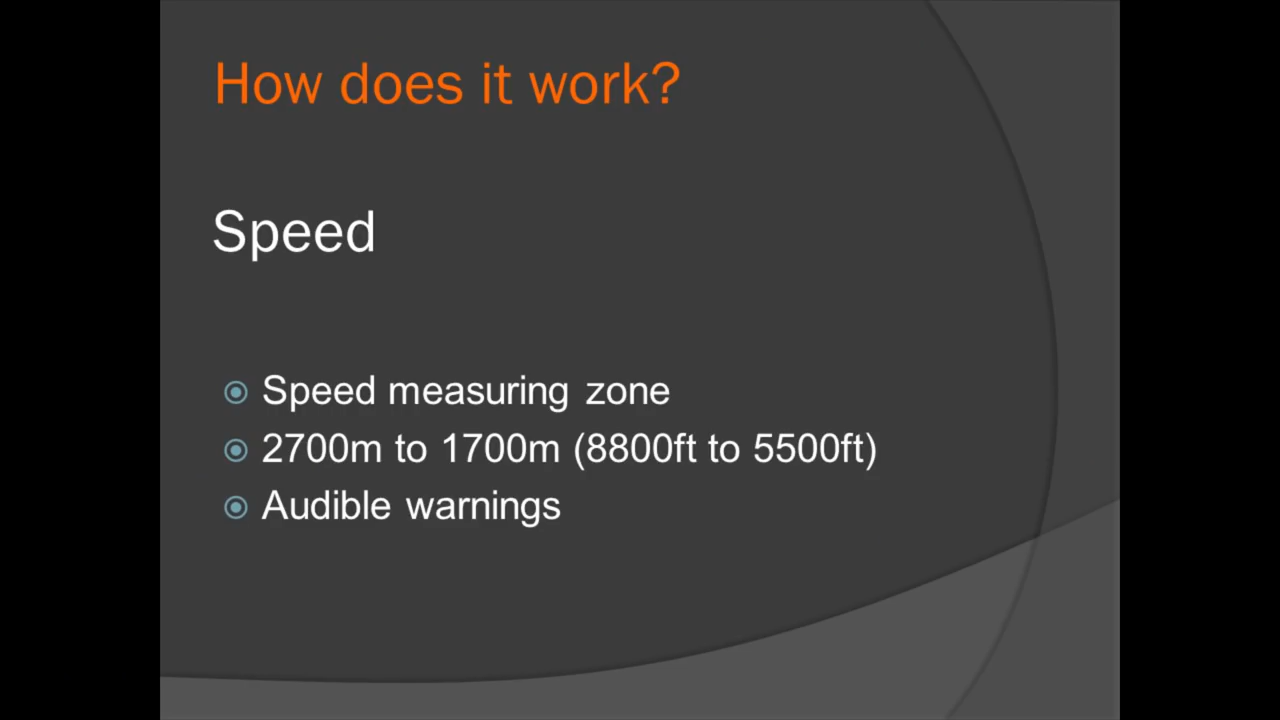 How does it work?
Speed
Speed measuring zone
2700m to 1700m (8800ft to 5500ft)
Audible warnings